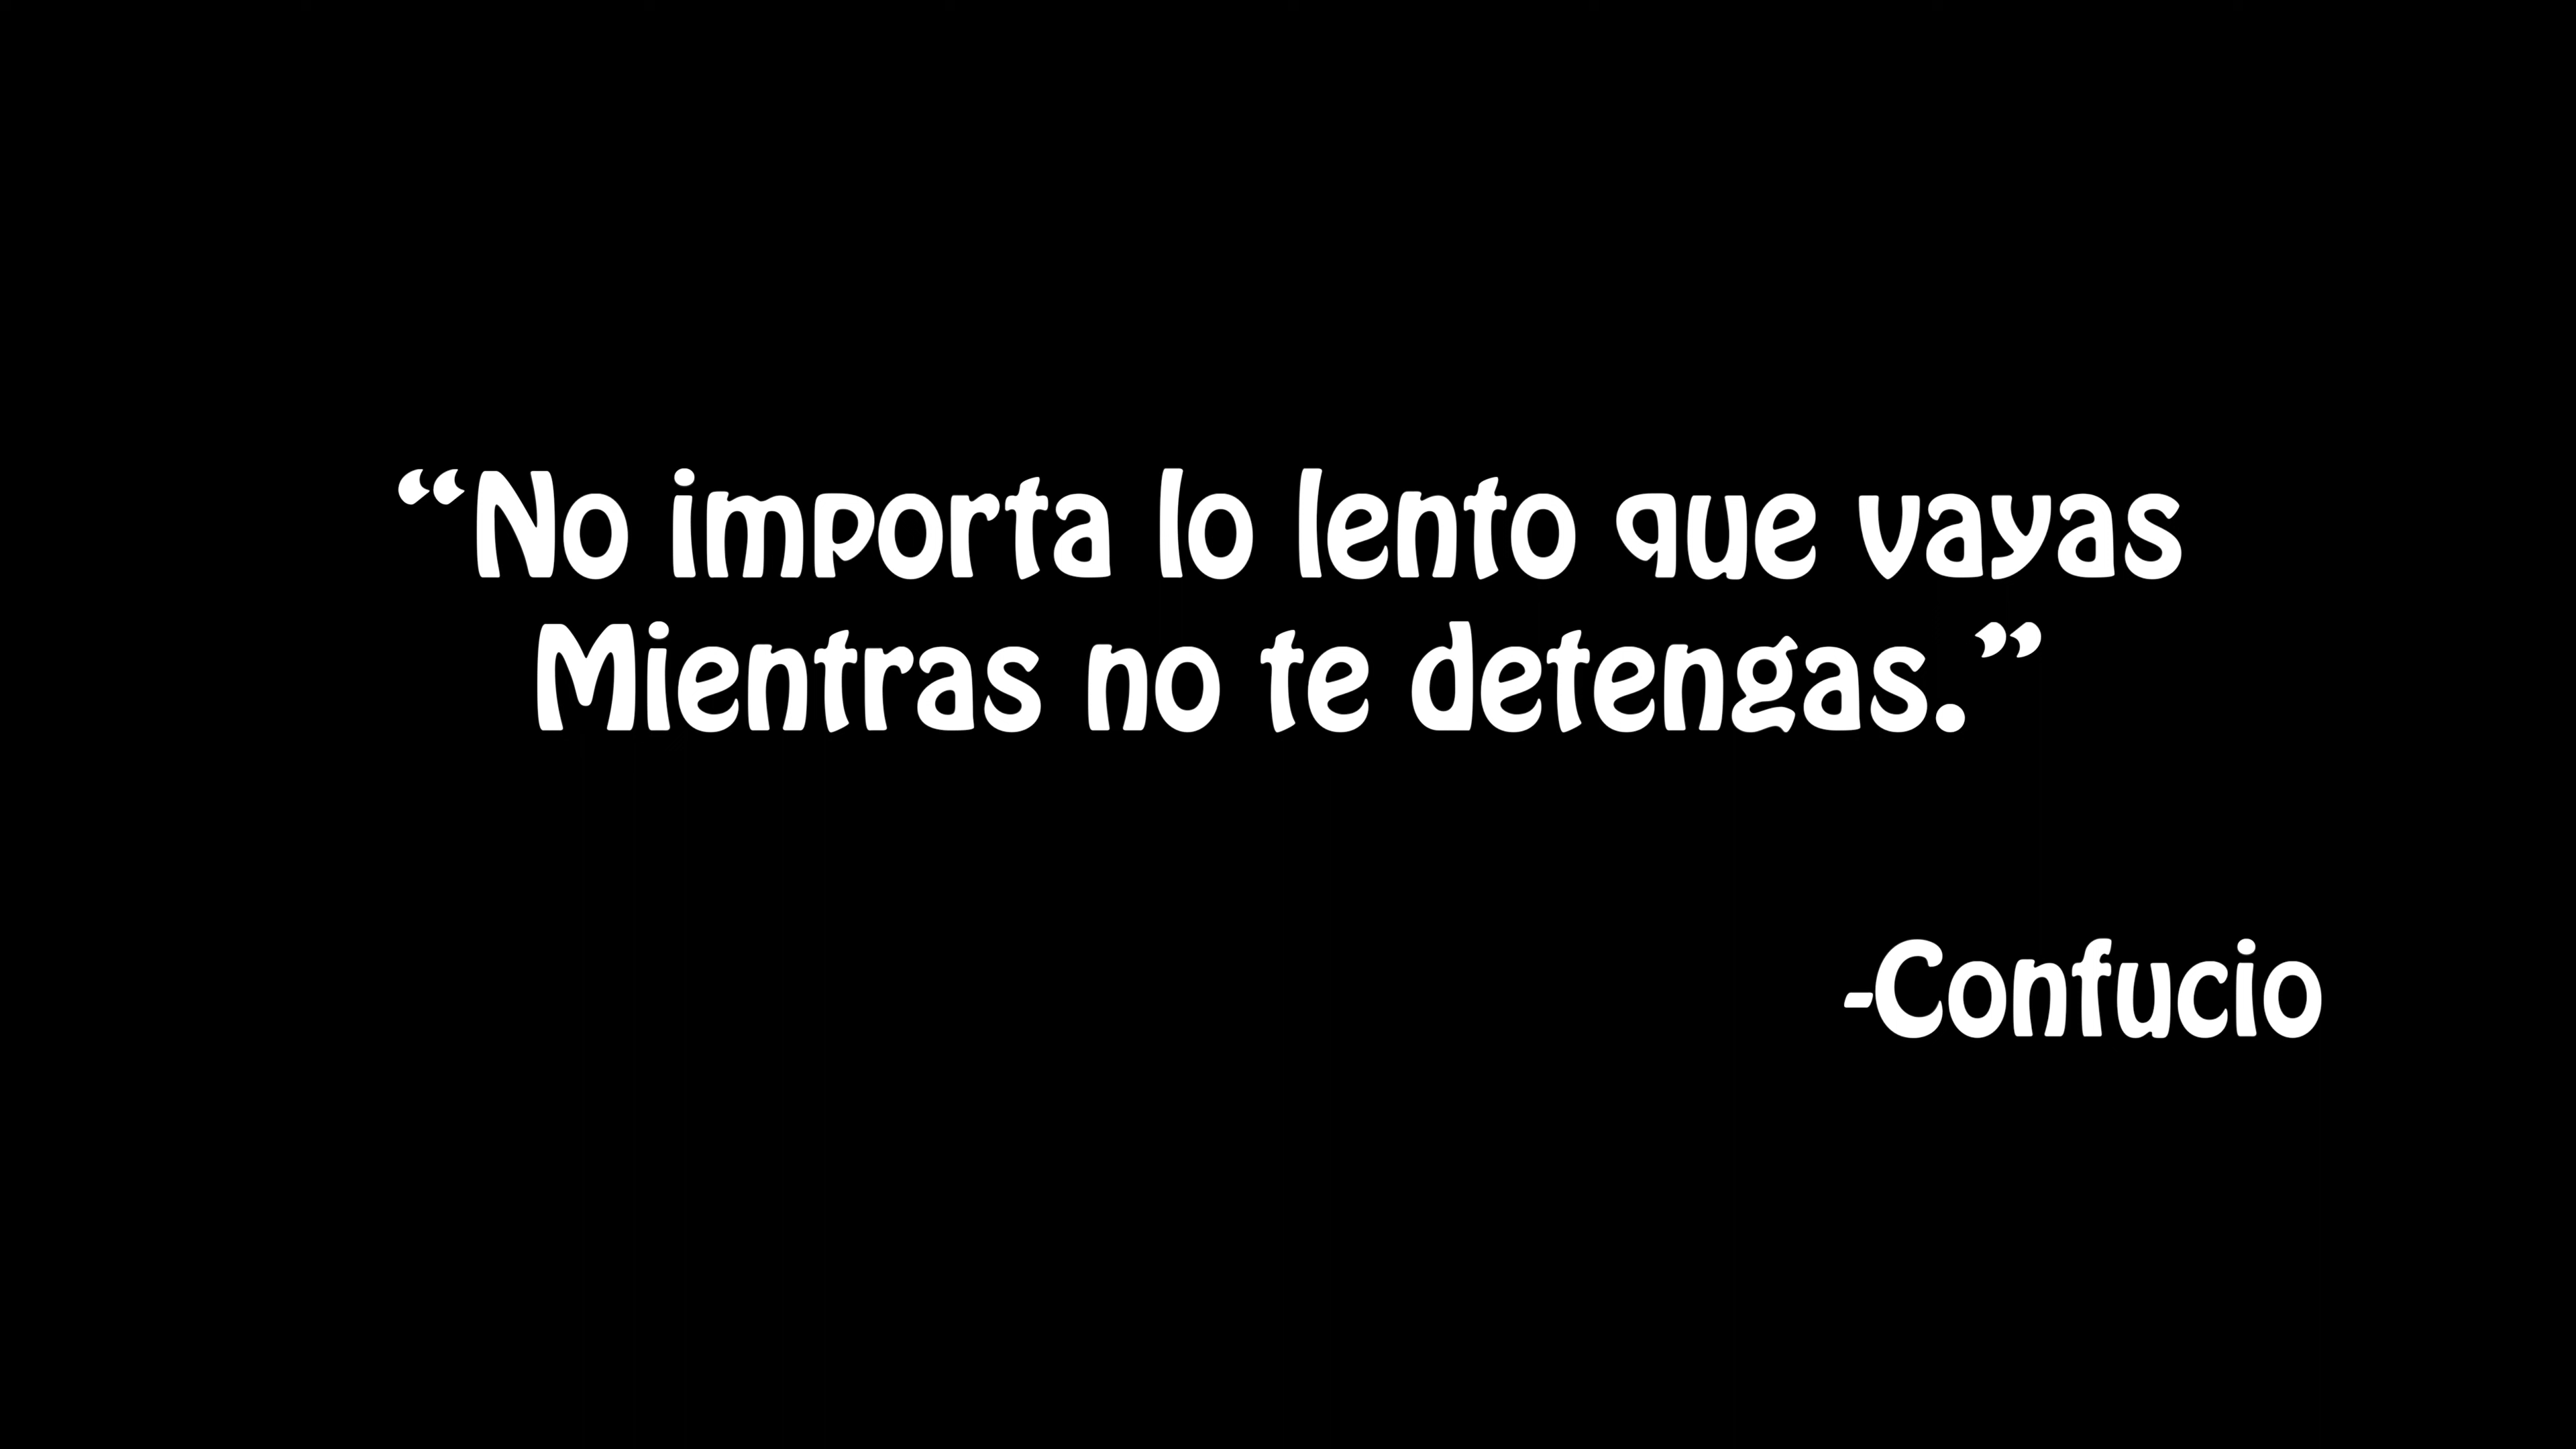 “No importa lo lento que vayas
Mientras no te detengas.”
-Confucio